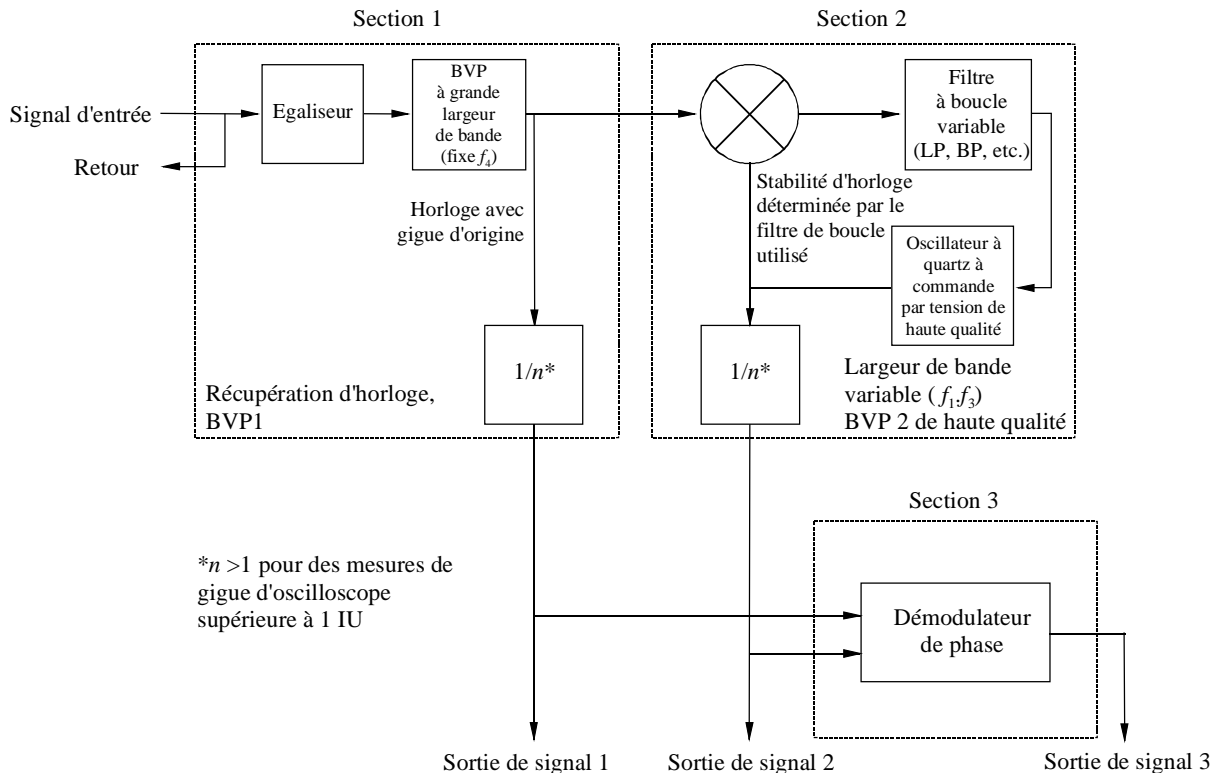 Section 1
Section 2
Signal d'entrée
Retour
Egaliseur
BVP
à grande
largeur
de bande
(fixe f4)
Horloge avec
gigue d'origine
1/n*
Récupération d'horloge,
BVP1
Filtre
à boucle
variable
(LP, BP, etc.)
Stabilité d'horloge
déterminée par le
filtre de boucle
utilisé
Oscillateur à
quartz à
commande
par tension de
haute qualité
1/n*
Largeur de bande
variable (f1,f3)
BVP 2 de haute qualité
Section 3
*n >1 pour des mesures de
gigue d'oscilloscope
supérieure à 1 IU
Démodulateur
de phase
Sortie de signal 1
Sortie de signal 2
Sortie de signal 3